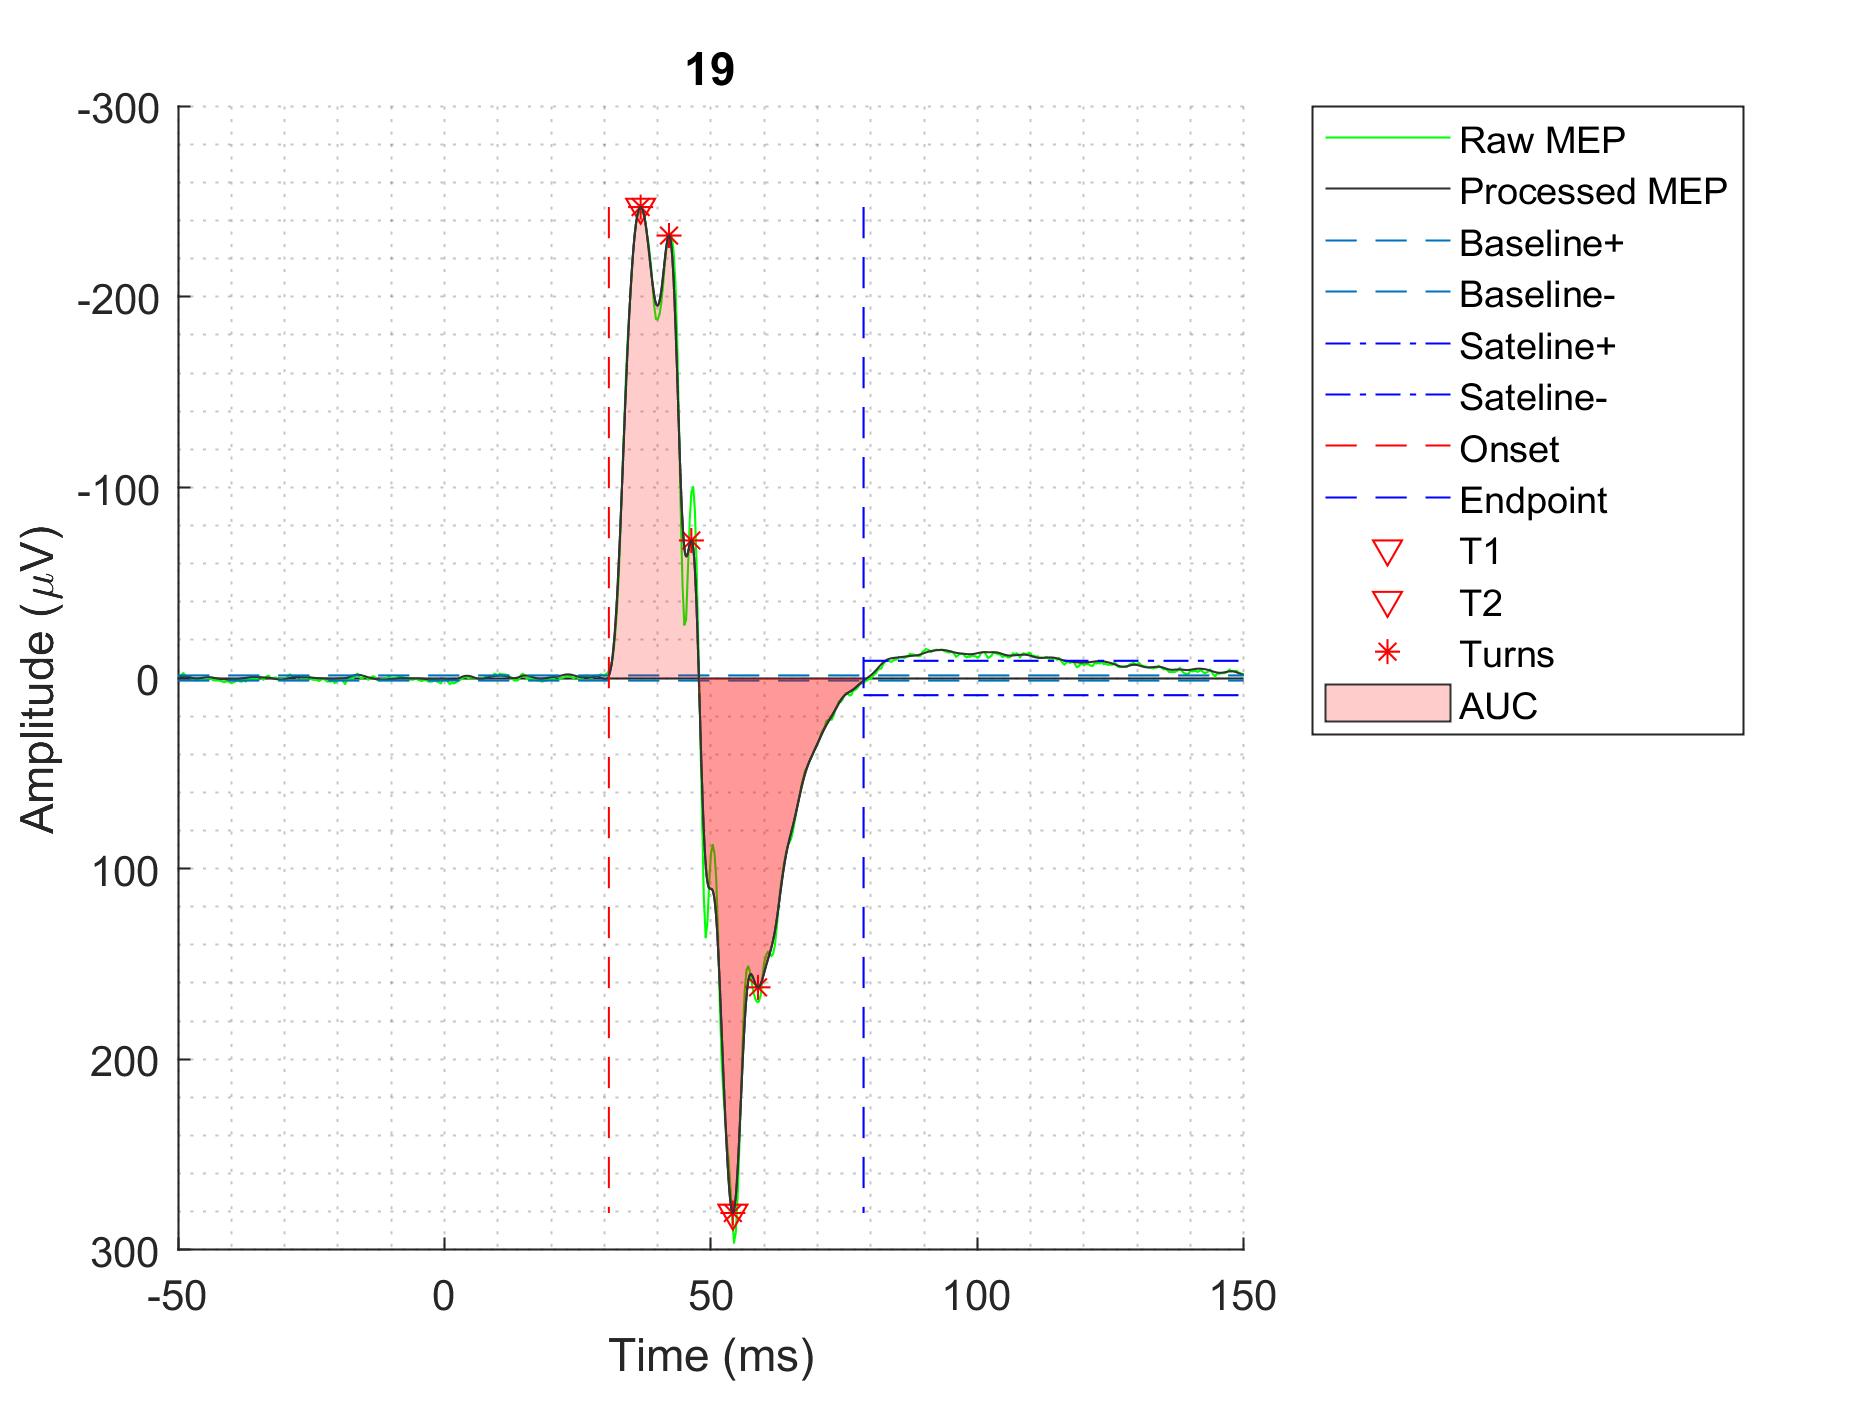 19
-300
-200
-100
0
100
200
300
Amplitude (μV)
-50
0
50
100
150
Time (ms)
Raw MEP
Processed MEP
Baseline+
Baseline-
Sateline+
Sateline-
Onset
Endpoint
T1
T2
Turns
AUC